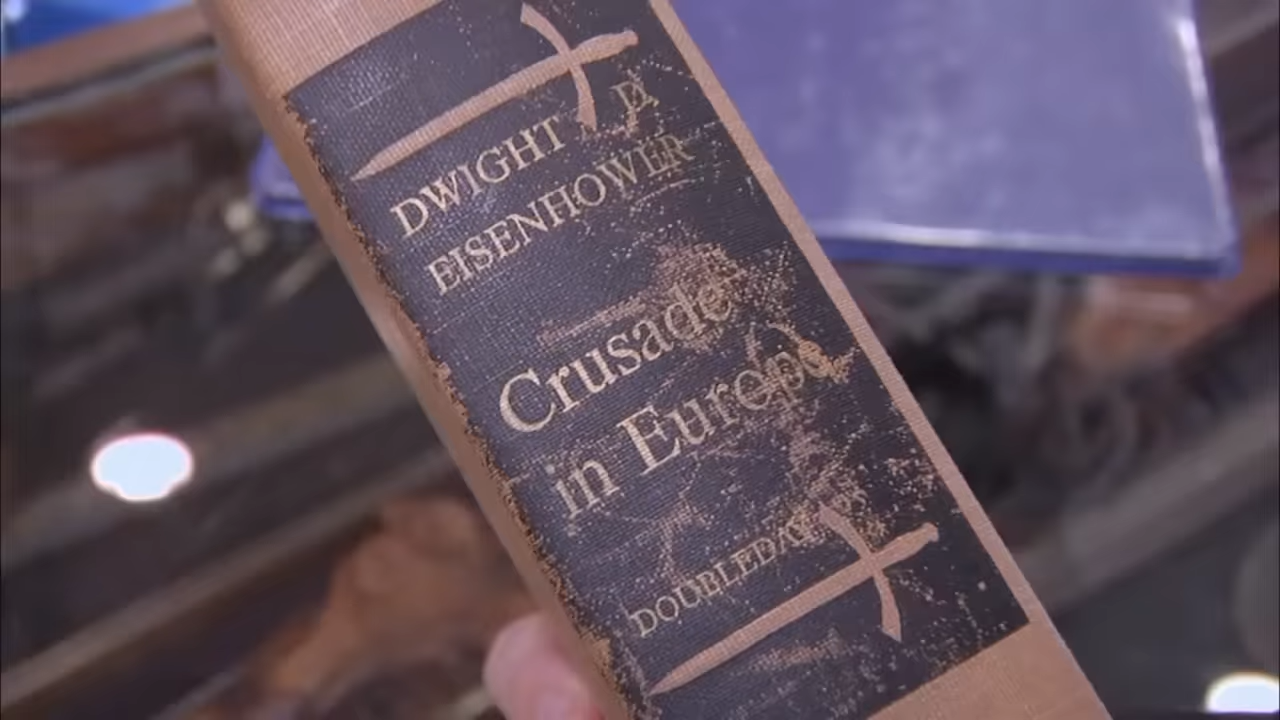 DWIGHT D.
EISENHOWER
Crusade
in Europe
DOUBLEDAY